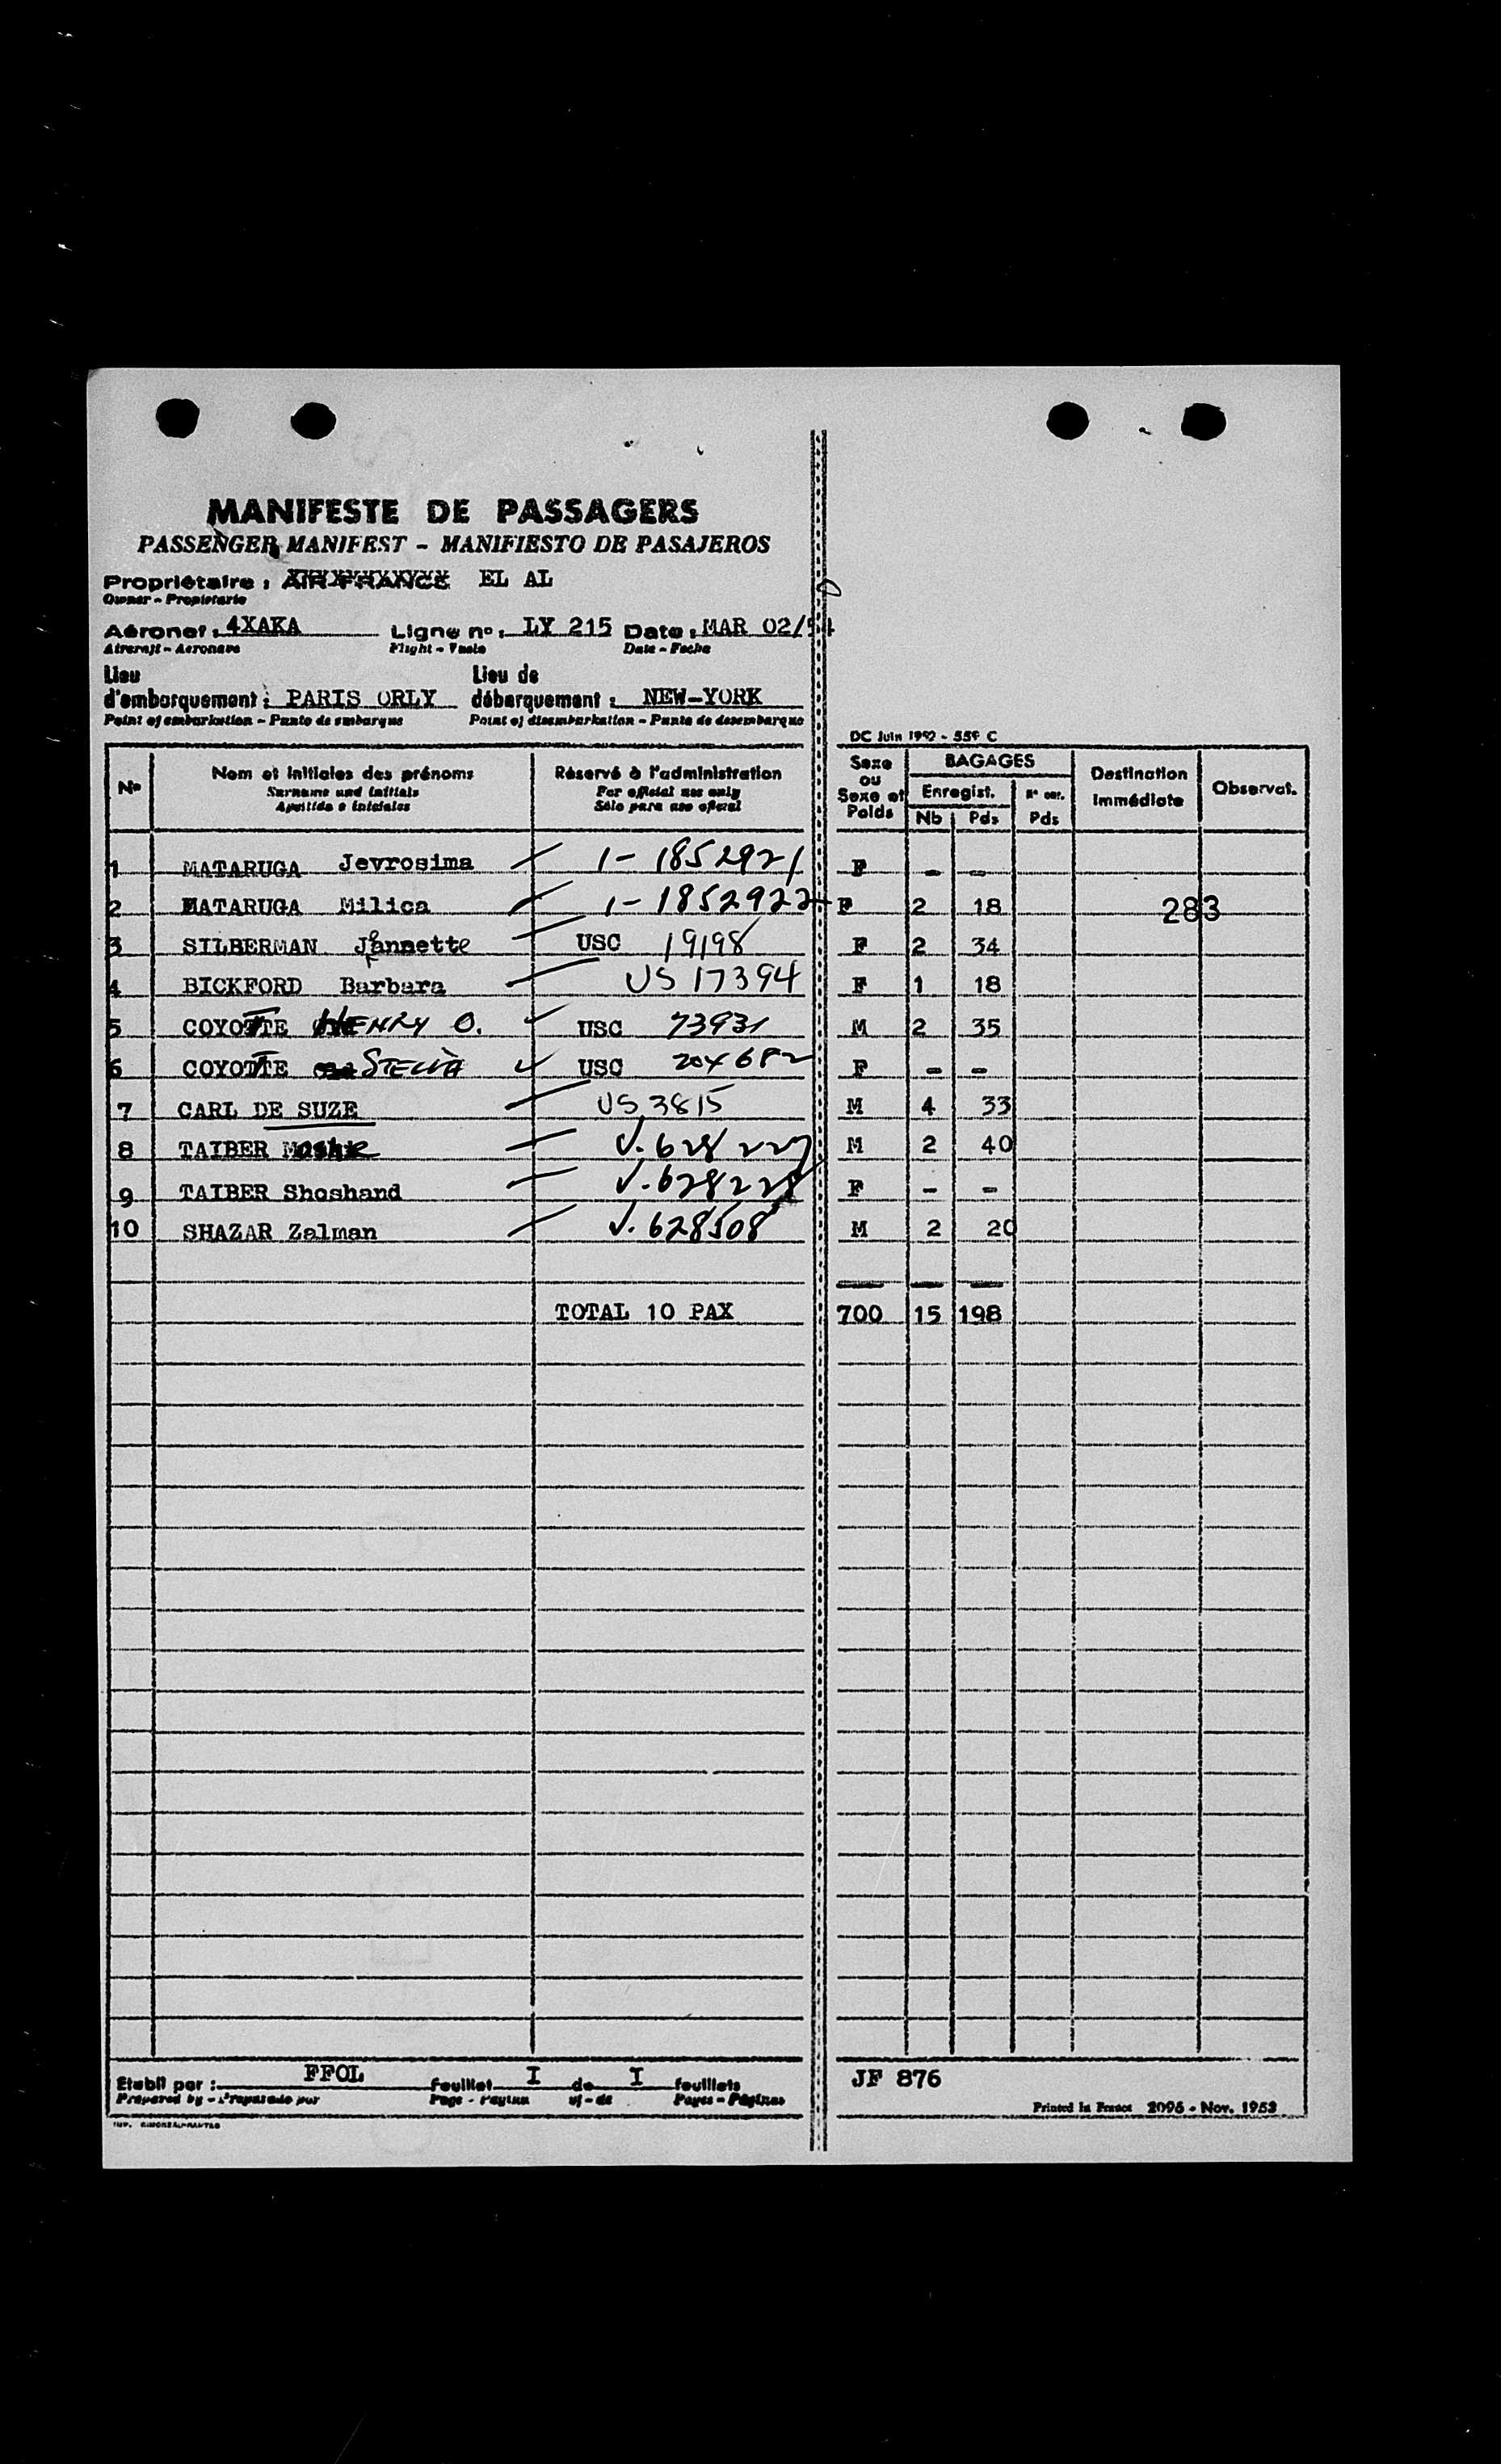 MANIFESTE DE PASSAGERS
PASSENGER MANIFEST - MANIFIESTO DE PASAJEROS
Propriétaire : AIR FRANCE EL AL
Owner - Propietario
Aéronef : 4XAKA Ligne n° : LY 215 Date : MAR 02/54
Aircraft - Aeronave Flight - Vuelo Date - Fecha
Lieu Lieu de
d'embarquement : PARIS ORLY débarquement : NEW-YORK
Point of embarkation - Punto de embarque Point of disembarkation - Punto de desembarque
DC Juin 1952 - 559 C
N° Nom et initiales des prénoms Réservé à l'administration Sexe ou Sexe et Poids BAGAGES Destination immédiate Observat.
Surname and initials For official use only Enregist.
Apellido e iniciales Sólo para uso oficial Nb Pds Pds
1 MATARUGA Jevrosima 1-1852921 F - -
2 MATARUGA Milica 1-1852922 F 2 18 283
3 SILBERMAN Jannette USC 19198 F 2 34
4 BICKFORD Barbara US 17394 F 1 18
5 COYOTTE HENRY O. USC 73931 M 2 35
6 COYOTTE STELLA USC 204682 F - -
7 CARL DE SUZE US 3815 M 4 33
8 TAIBER Moshe V. 628227 M 2 40
9 TAIBER Shoshand V. 628228 F - -
10 SHAZAR Zalman V. 628508 M 2 20
TOTAL 10 PAX 700 15 198
Etabli par : FFOL feuillet I de I feuillets JF 876
Prepared by - Preparado por Page - Página of - de Pages - Páginas
Printed in France 2096 - Nov. 1953